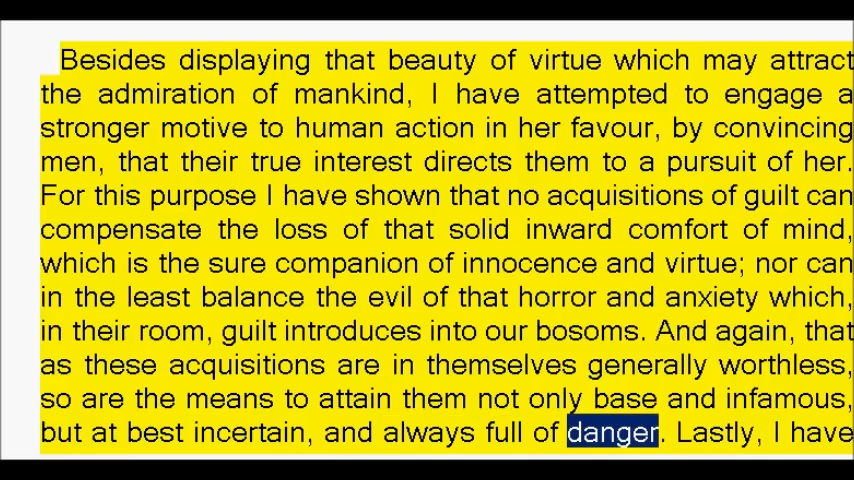 Besides displaying that beauty of virtue which may attract
the admiration of mankind, I have attempted to engage a
stronger motive to human action in her favour, by convincing
men, that their true interest directs them to a pursuit of her.
For this purpose I have shown that no acquisitions of guilt can
compensate the loss of that solid inward comfort of mind,
which is the sure companion of innocence and virtue; nor can
in the least balance the evil of that horror and anxiety which,
in their room, guilt introduces into our bosoms. And again, that
as these acquisitions are in themselves generally worthless,
so are the means to attain them not only base and infamous,
but at best incertain, and always full of danger. Lastly, I have